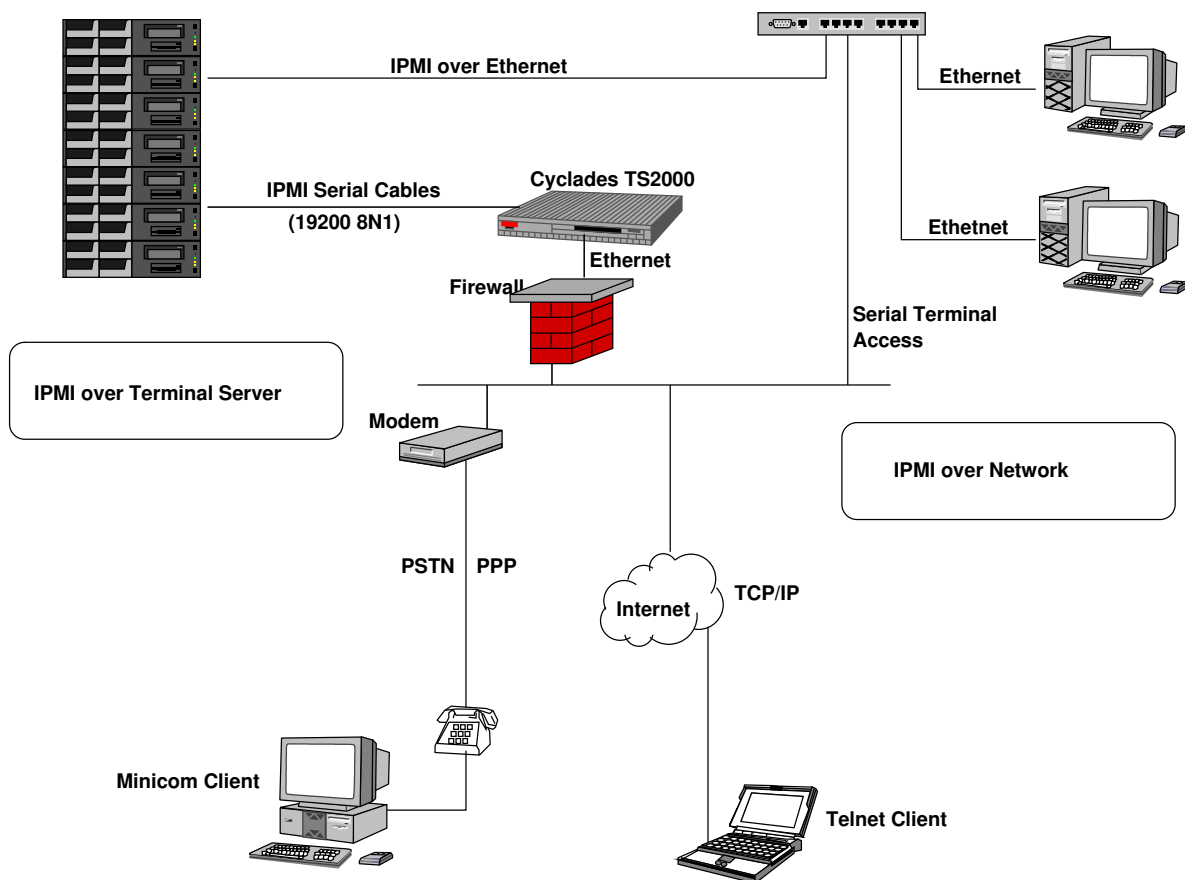 IPMI over Ethernet
Ethernet
IPMI Serial Cables
(19200 8N1)
Cyclades TS2000
Ethetnet
Ethernet
Firewall
Serial Terminal
Access
IPMI over Terminal Server
Modem
IPMI over Network
PSTN
PPP
Internet
TCP/IP
Minicom Client
Telnet Client